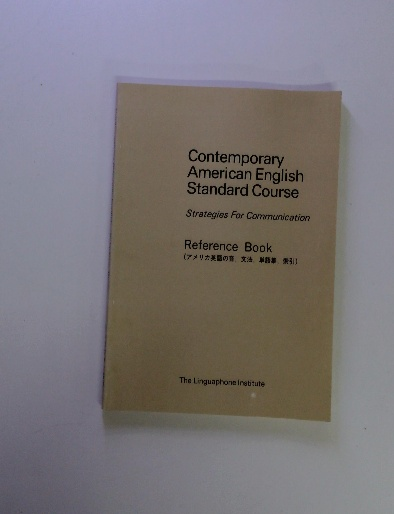 Contemporary
American English
Standard Course
Strategies For Communication
Reference Book
(アメリカ英語の音、文法、単語集、索引)
The Linguaphone Institute